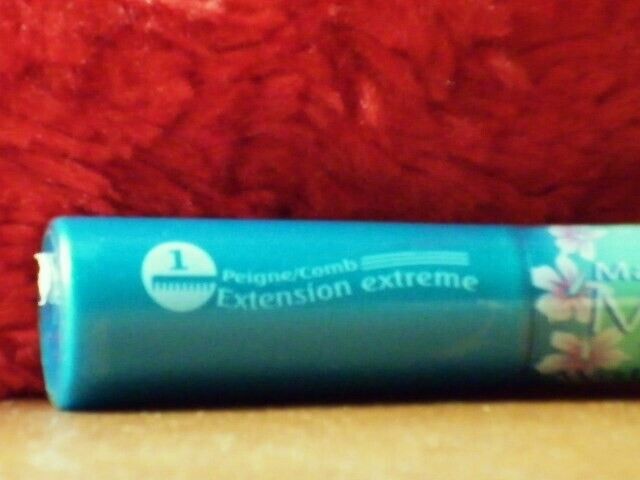 1
Peigne/Comb
Extension extreme